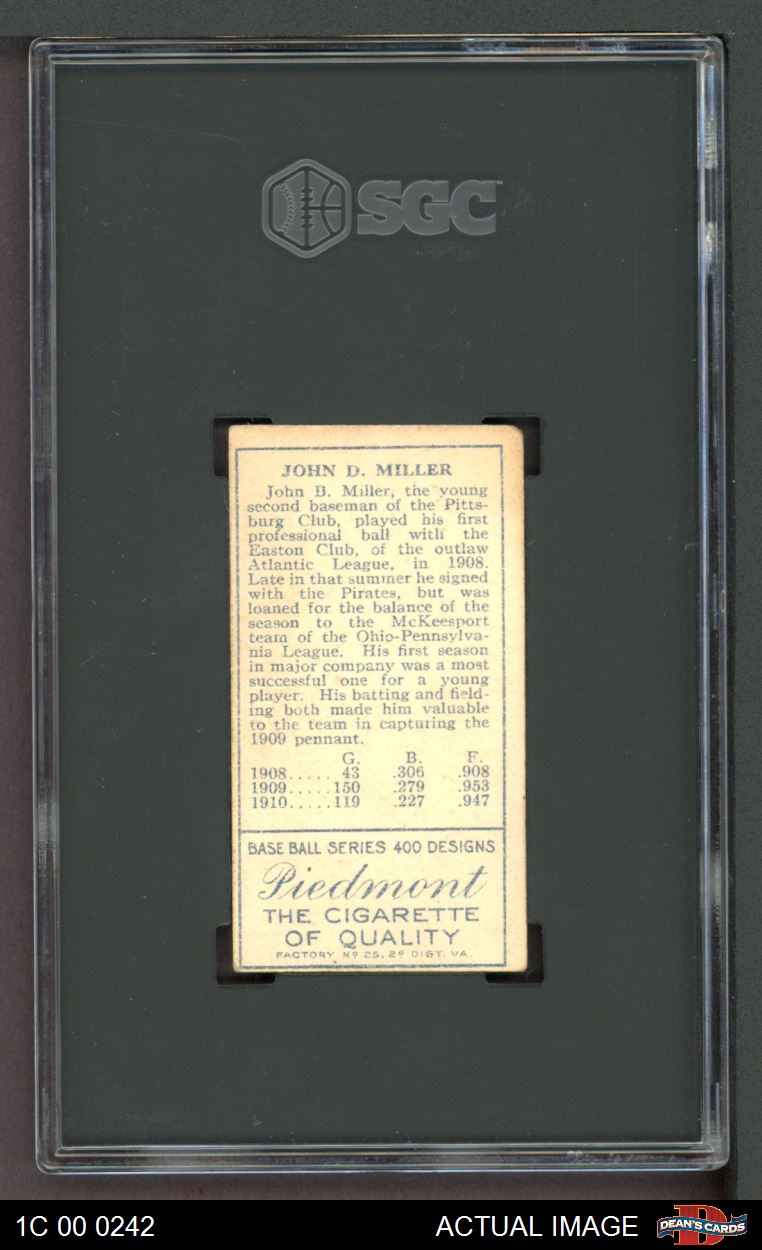 SGC
JOHN D. MILLER
John D. Miller, the young
second baseman of the Pitts-
burg Club, played his first
professional ball with the
Easton Club, of the outlaw
Atlantic League, in 1908.
Late in that summer he signed
with the Pirates, but was
loaned for the balance of the
season to the McKeesport
team of the Ohio-Pennsylva-
nia League. His first season
in major company was a most
successful one for a young
player. His batting and field-
ing both made him valuable
to the team in capturing the
1909 pennant.
G. B. F.
1908..... 43 .306 .908
1909.....150 .279 .953
1910.....119 .227 .947
BASE BALL SERIES 400 DESIGNS
Piedmont
THE CIGARETTE
OF QUALITY
FACTORY Nº 25, 2º DIST. VA.
1C 00 0242
ACTUAL IMAGE
DEAN'S CARDS